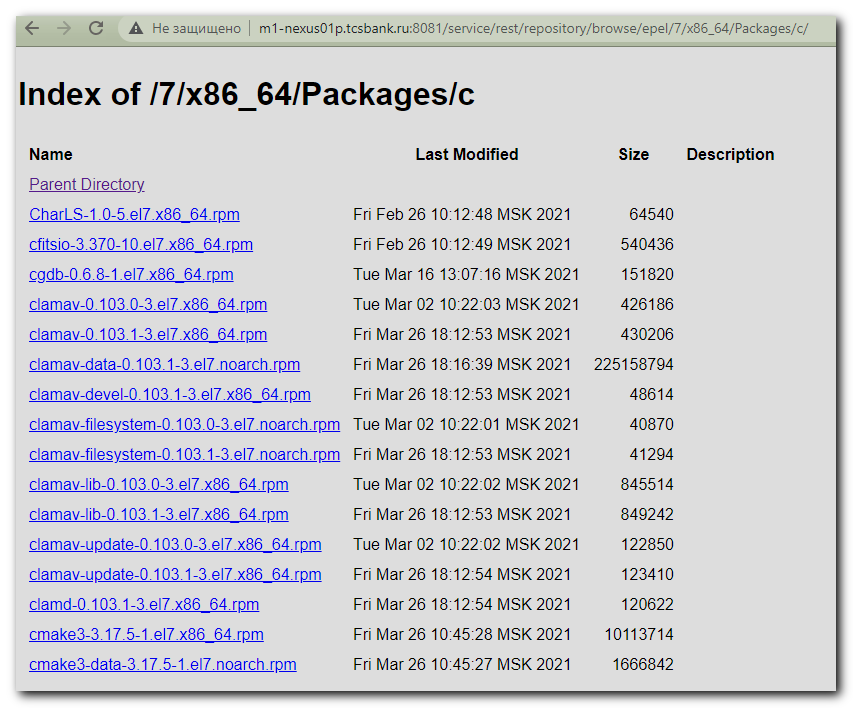 Не защищено m1-nexus01p.tcsbank.ru:8081/service/rest/repository/browse/epel/7/x86_64/Packages/c/
Index of /7/x86_64/Packages/c
Name Last Modified Size Description
Parent Directory
CharLS-1.0-5.el7.x86_64.rpm Fri Feb 26 10:12:48 MSK 2021 64540
cfitsio-3.370-10.el7.x86_64.rpm Fri Feb 26 10:12:49 MSK 2021 540436
cgdb-0.6.8-1.el7.x86_64.rpm Tue Mar 16 13:07:16 MSK 2021 151820
clamav-0.103.0-3.el7.x86_64.rpm Tue Mar 02 10:22:03 MSK 2021 426186
clamav-0.103.1-3.el7.x86_64.rpm Fri Mar 26 18:12:53 MSK 2021 430206
clamav-data-0.103.1-3.el7.noarch.rpm Fri Mar 26 18:16:39 MSK 2021 225158794
clamav-devel-0.103.1-3.el7.x86_64.rpm Fri Mar 26 18:12:53 MSK 2021 48614
clamav-filesystem-0.103.0-3.el7.noarch.rpm Tue Mar 02 10:22:01 MSK 2021 40870
clamav-filesystem-0.103.1-3.el7.noarch.rpm Fri Mar 26 18:12:53 MSK 2021 41294
clamav-lib-0.103.0-3.el7.x86_64.rpm Tue Mar 02 10:22:02 MSK 2021 845514
clamav-lib-0.103.1-3.el7.x86_64.rpm Fri Mar 26 18:12:53 MSK 2021 849242
clamav-update-0.103.0-3.el7.x86_64.rpm Tue Mar 02 10:22:02 MSK 2021 122850
clamav-update-0.103.1-3.el7.x86_64.rpm Fri Mar 26 18:12:54 MSK 2021 123410
clamd-0.103.1-3.el7.x86_64.rpm Fri Mar 26 18:12:54 MSK 2021 120622
cmake3-3.17.5-1.el7.x86_64.rpm Fri Mar 26 10:45:28 MSK 2021 10113714
cmake3-data-3.17.5-1.el7.noarch.rpm Fri Mar 26 10:45:27 MSK 2021 1666842